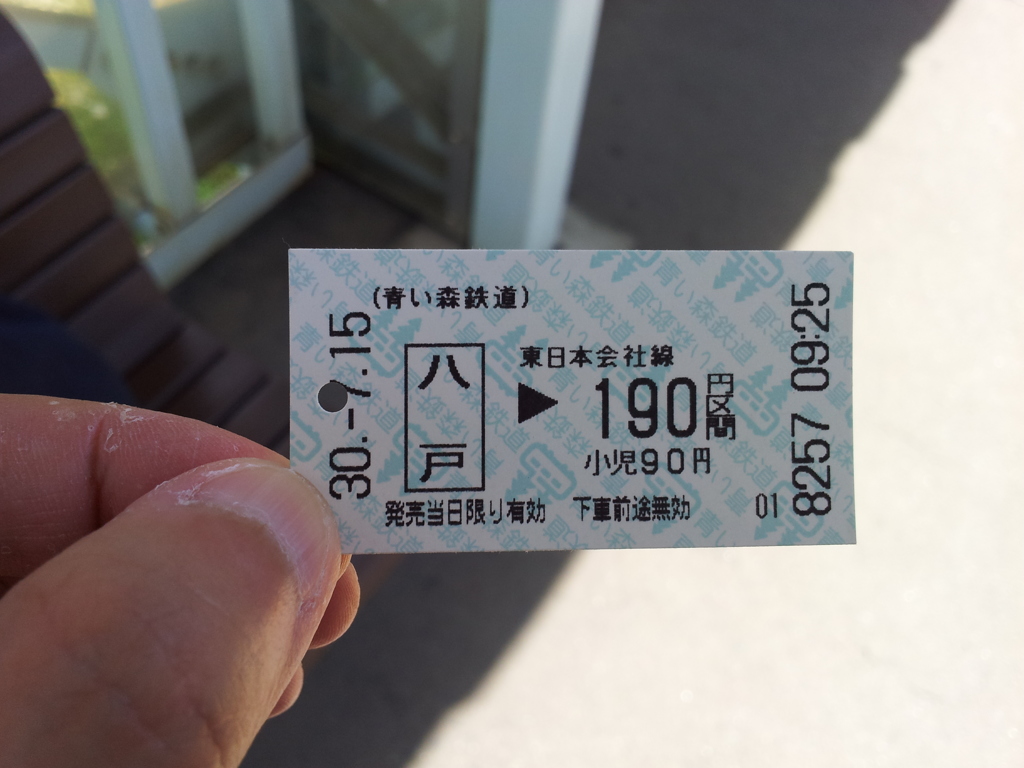 (青い森鉄道)
30.-7.15
八戸
東日本会社線
▶ 190円区間
小児90円
発売当日限り有効 下車前途無効
01
8257 09:25